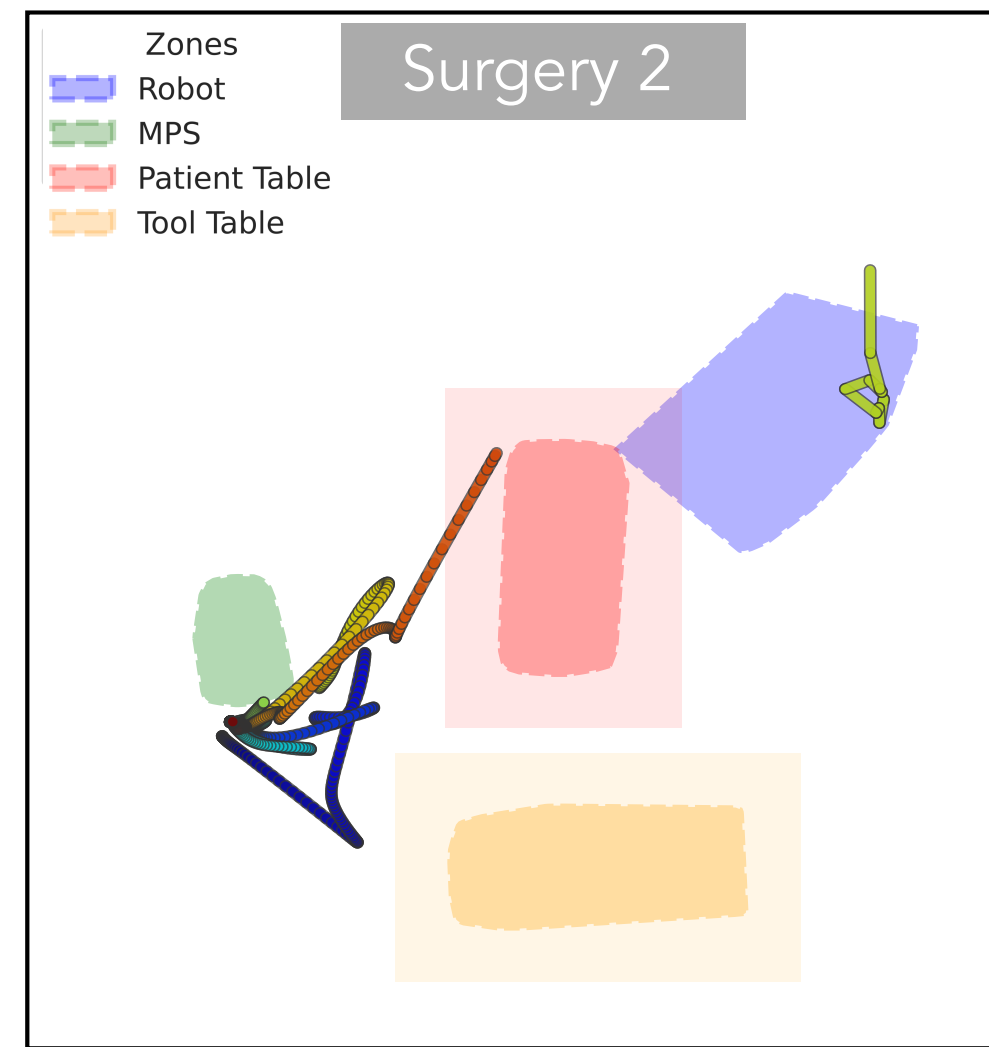 Surgery 2
Zones
Robot
MPS
Patient Table
Tool Table